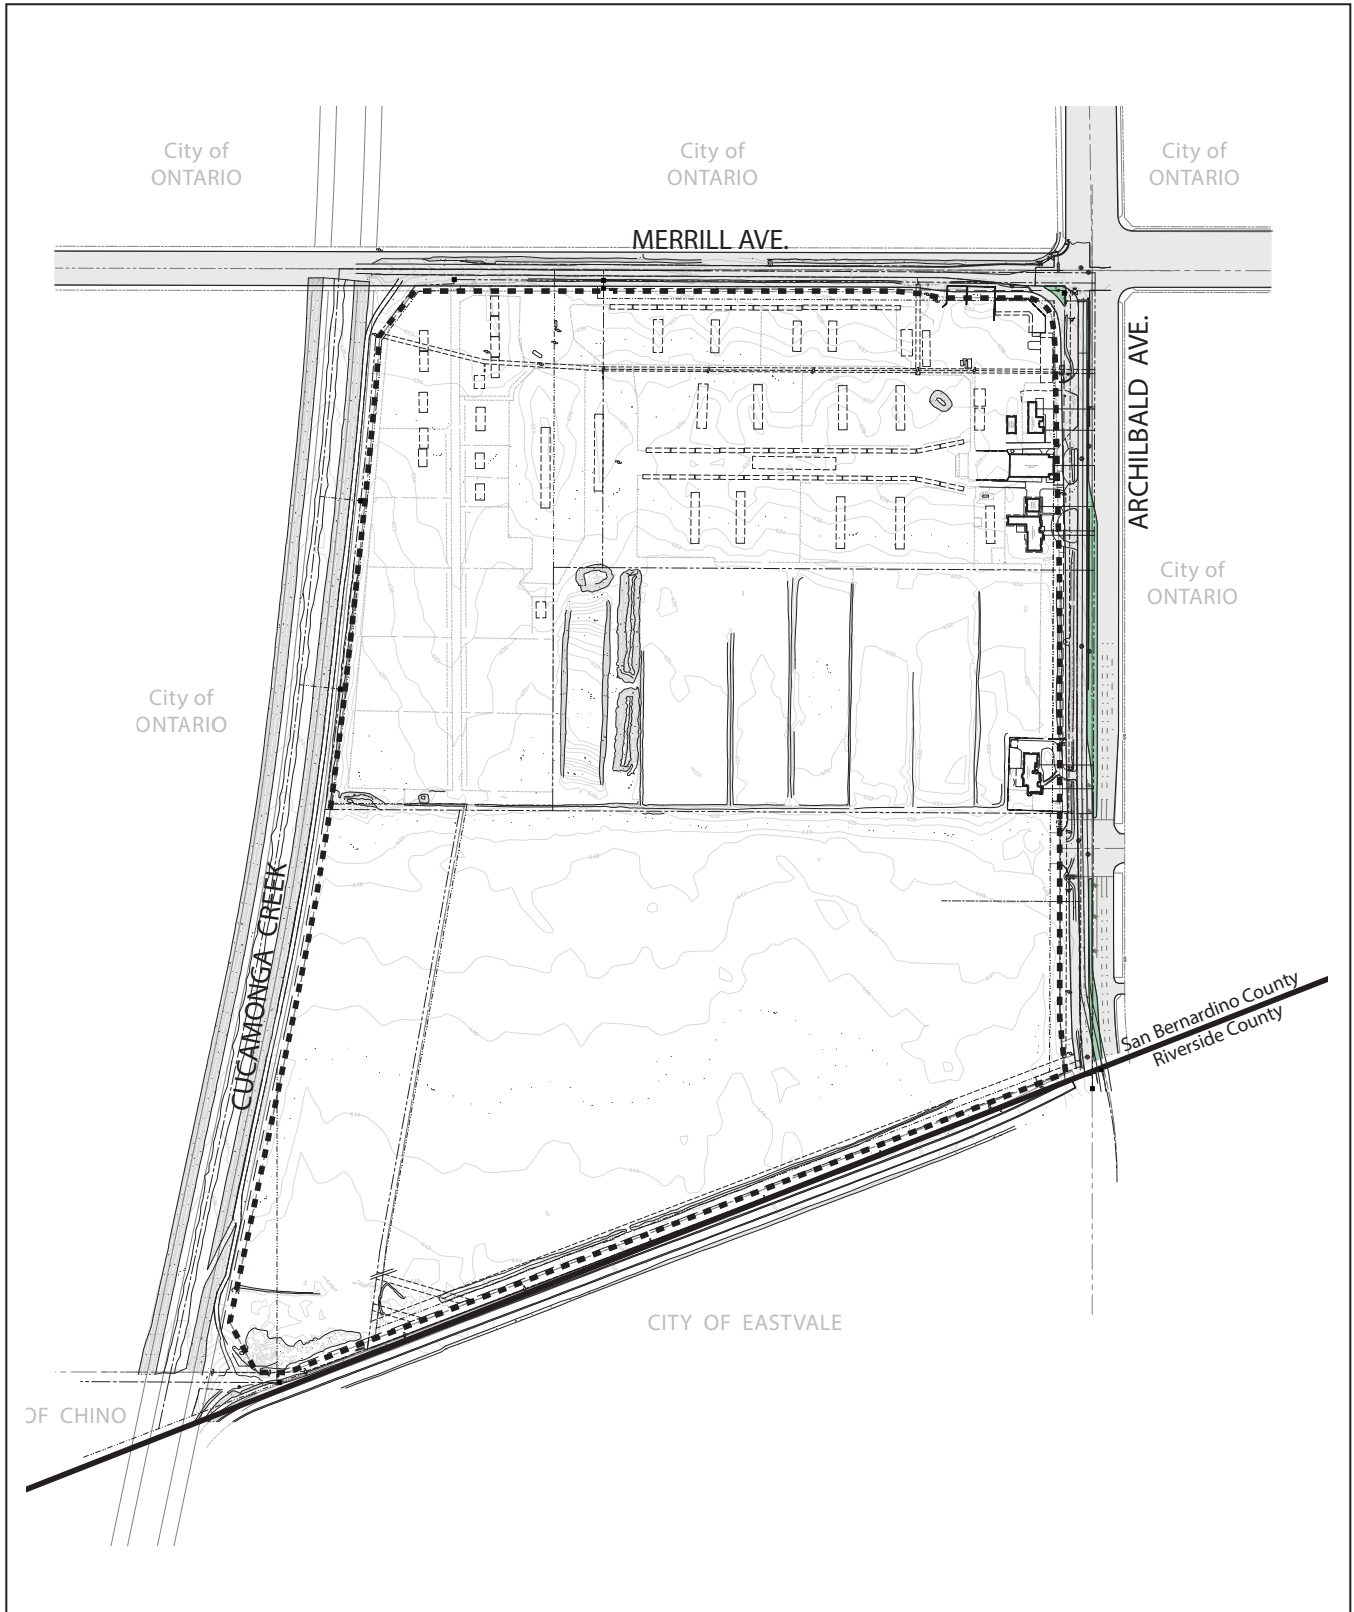 City of
ONTARIO
City of
ONTARIO
City of
ONTARIO
MERRILL AVE.
ARCHILBALD AVE.
City of
ONTARIO
City of
ONTARIO
CUCAMONGA CREEK
San Bernardino County
Riverside County
CITY OF EASTVALE
OF CHINO